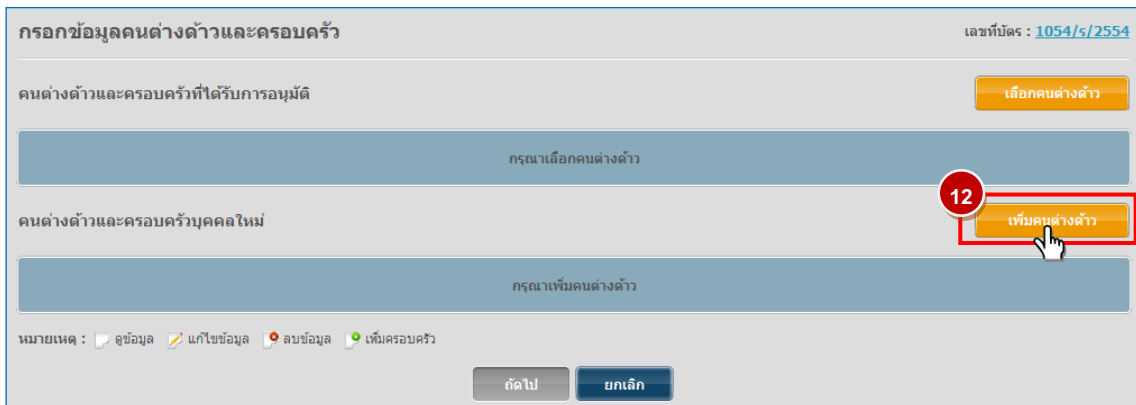 กรอกข้อมูลคนต่างด้าวและครอบครัว เลขที่บัตร : 1054/ร/2554
คนต่างด้าวและครอบครัวที่ได้รับการอนุมัติ เลือกคนต่างด้าว
กรุณาเลือกคนต่างด้าว
12
คนต่างด้าวและครอบครัวบุคคลใหม่ เพิ่มคนต่างด้าว
กรุณาเพิ่มคนต่างด้าว
หมายเหตุ : ดูข้อมูล แก้ไขข้อมูล ลบข้อมูล เพิ่มครอบครัว
ถัดไป ยกเลิก